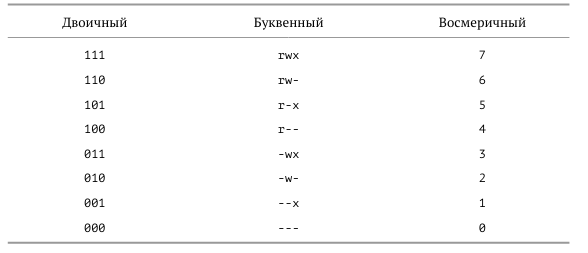 Двоичный Буквенный Восмеричный
111 rwx 7
110 rw- 6
101 r-x 5
100 r-- 4
011 -wx 3
010 -w- 2
001 --x 1
000 --- 0